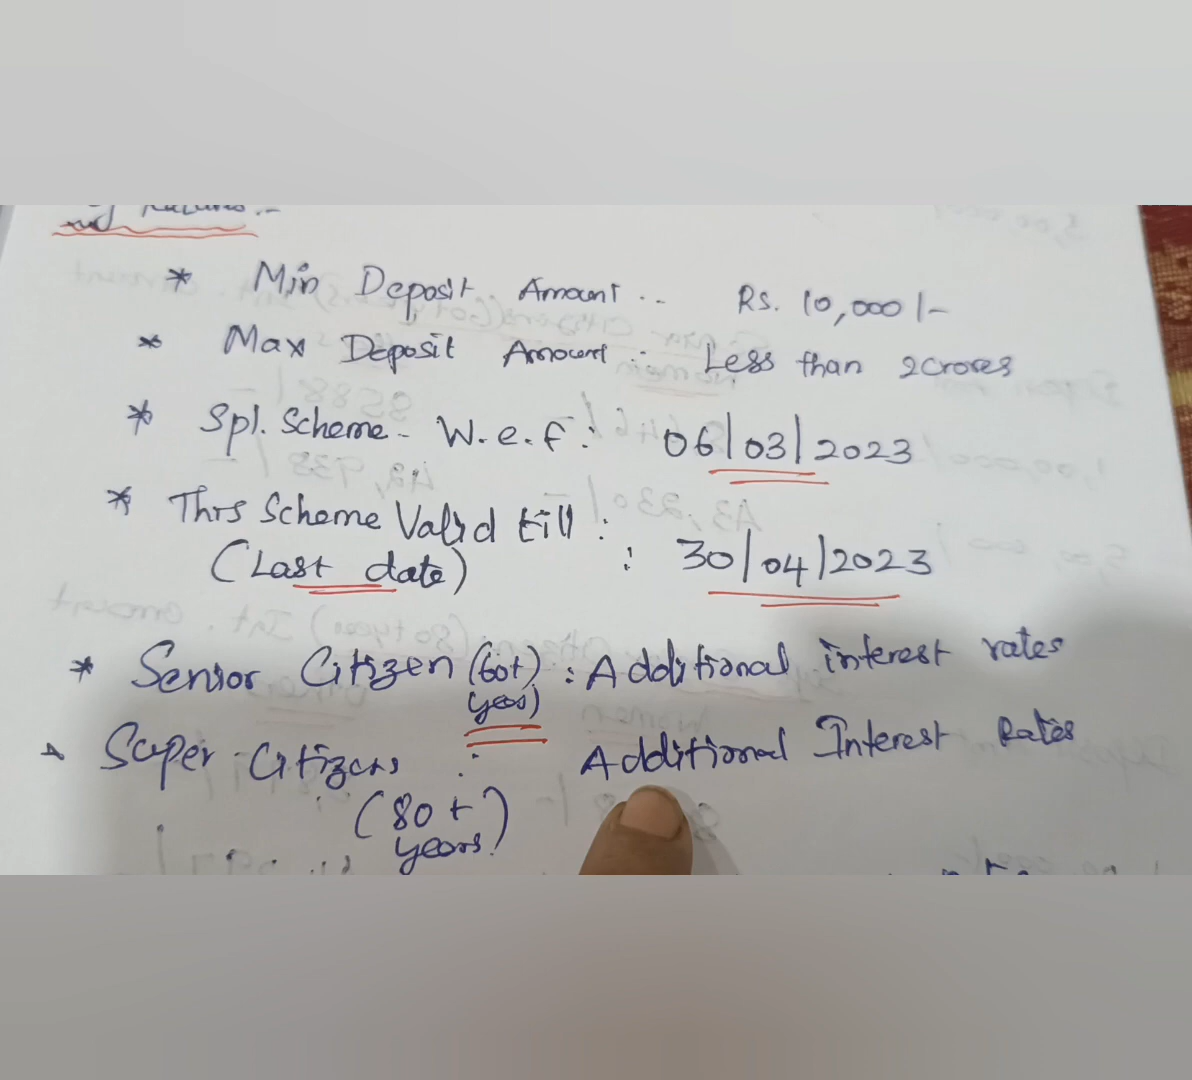 * Min Deposit Amount .. Rs. 10,000/-
* Max Deposit Amount : Less than 2crores
* Spl. Scheme - W.e.f : 06/03/2023
* This Scheme Valid till :
(Last date) : 30/04/2023
* Senior Citizen (60+ : Additional interest rates
yes)
* Super Citizens : Additional Interest Rates
(80+
years)